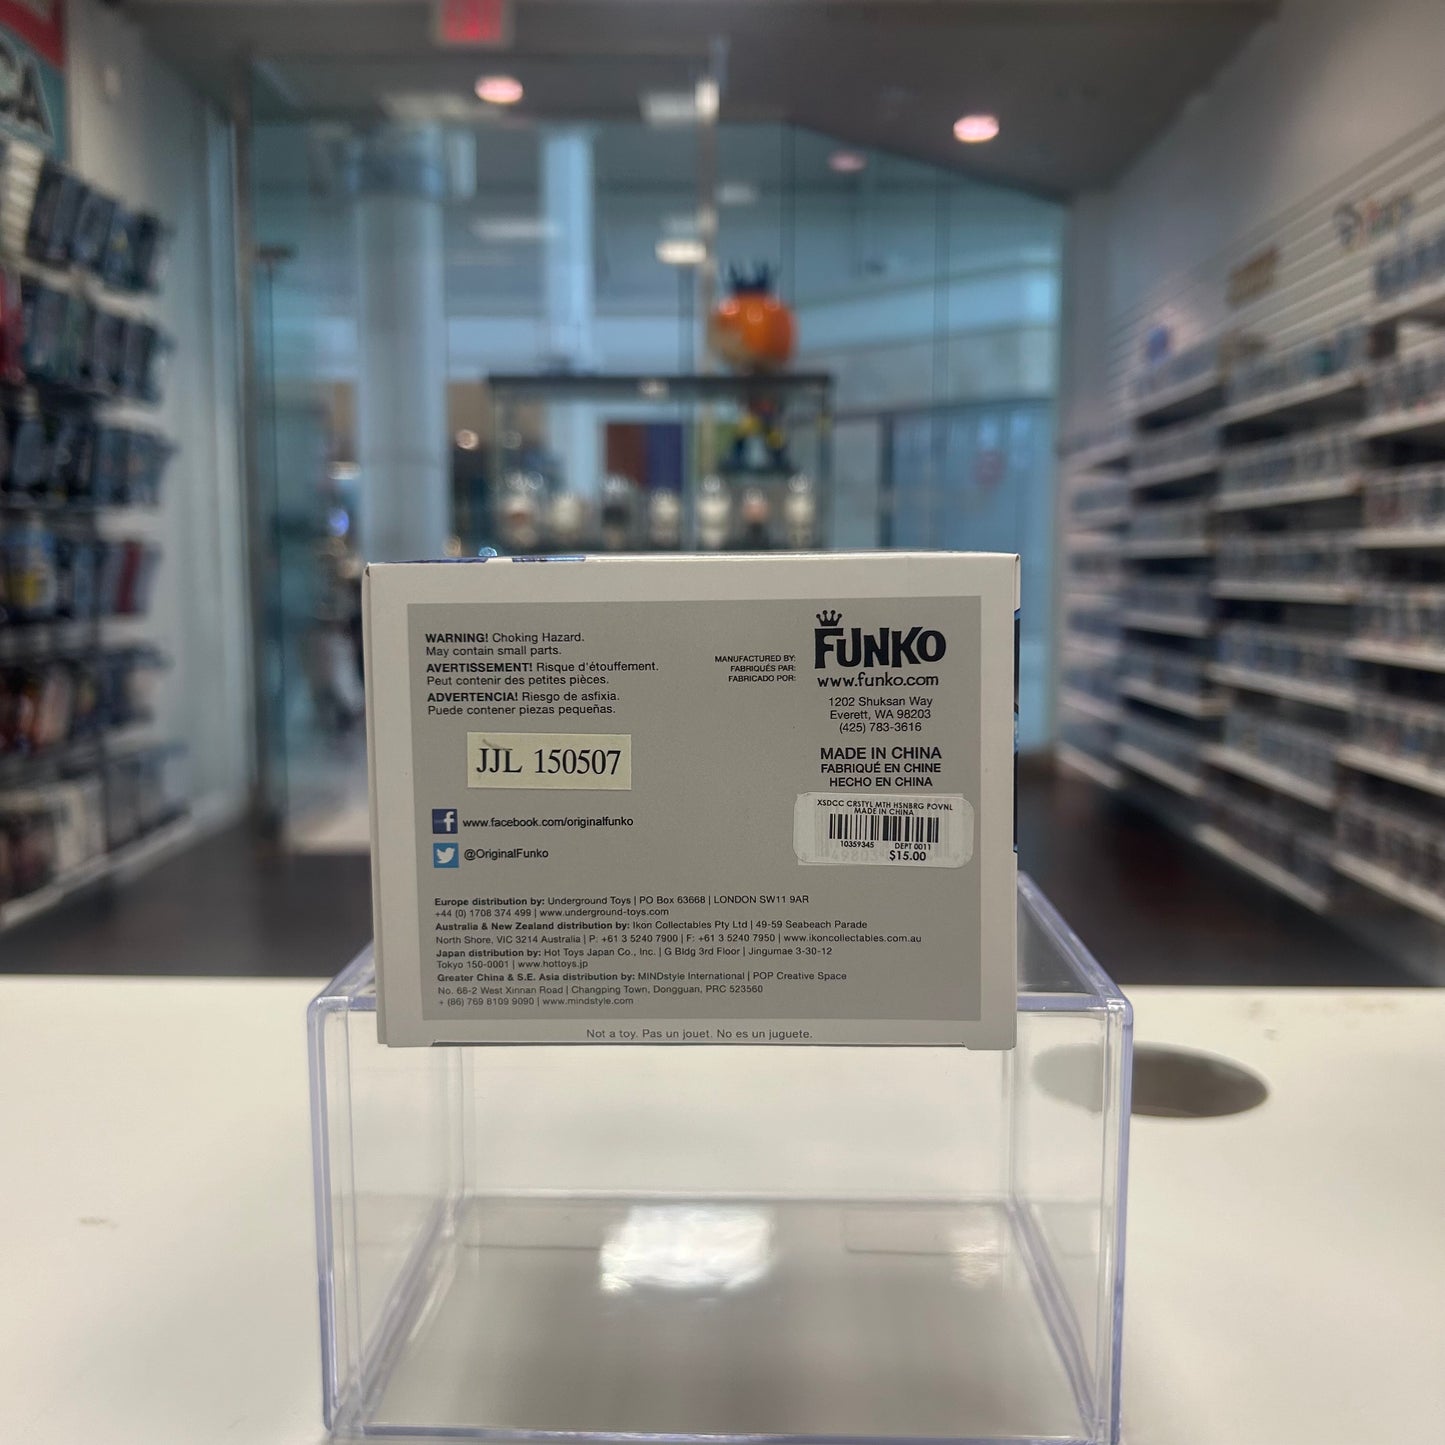 WARNING! Choking Hazard.
May contain small parts.
AVERTISSEMENT! Risque d'étouffement.
Peut contenir des petites pièces.
ADVERTENCIA! Riesgo de asfixia.
Puede contener piezas pequeñas.
MANUFACTURED BY:
FABRIQUÉS PAR:
FABRICADO POR:
FUNKO
www.funko.com
1202 Shuksan Way
Everett, WA 98203
(425) 783-3616
MADE IN CHINA
FABRIQUÉ EN CHINE
HECHO EN CHINA
JJL 150507
XSDCC CRSTYL MTH HSNBRG POVNL
MADE IN CHINA
10359345 DEPT 0011
$15.00
f www.facebook.com/originalfunko
@OriginalFunko
Europe distribution by: Underground Toys | PO Box 63668 | LONDON SW11 9AR
+44 (0) 1708 374 499 | www.underground-toys.com
Australia & New Zealand distribution by: Ikon Collectables Pty Ltd | 49-59 Seabeach Parade
North Shore, VIC 3214 Australia | P: +61 3 5240 7900 | F: +61 3 5240 7950 | www.ikoncollectables.com.au
Japan distribution by: Hot Toys Japan Co., Inc. | G Bldg 3rd Floor | Jingumae 3-30-12
Tokyo 150-0001 | www.hottoys.jp
Greater China & S.E. Asia distribution by: MINDstyle International | POP Creative Space
No. 68-2 West Xinnan Road | Changping Town, Dongguan, PRC 523560
+ (86) 769 8109 9090 | www.mindstyle.com
Not a toy. Pas un jouet. No es un juguete.